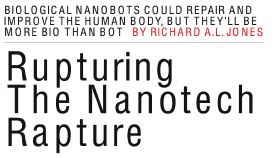 BIOLOGICAL NANOBOTS COULD REPAIR AND
IMPROVE THE HUMAN BODY, BUT THEY'LL BE
MORE BIO THAN BOT BY RICHARD A.L. JONES
Rupturing
The Nanotech
Rapture